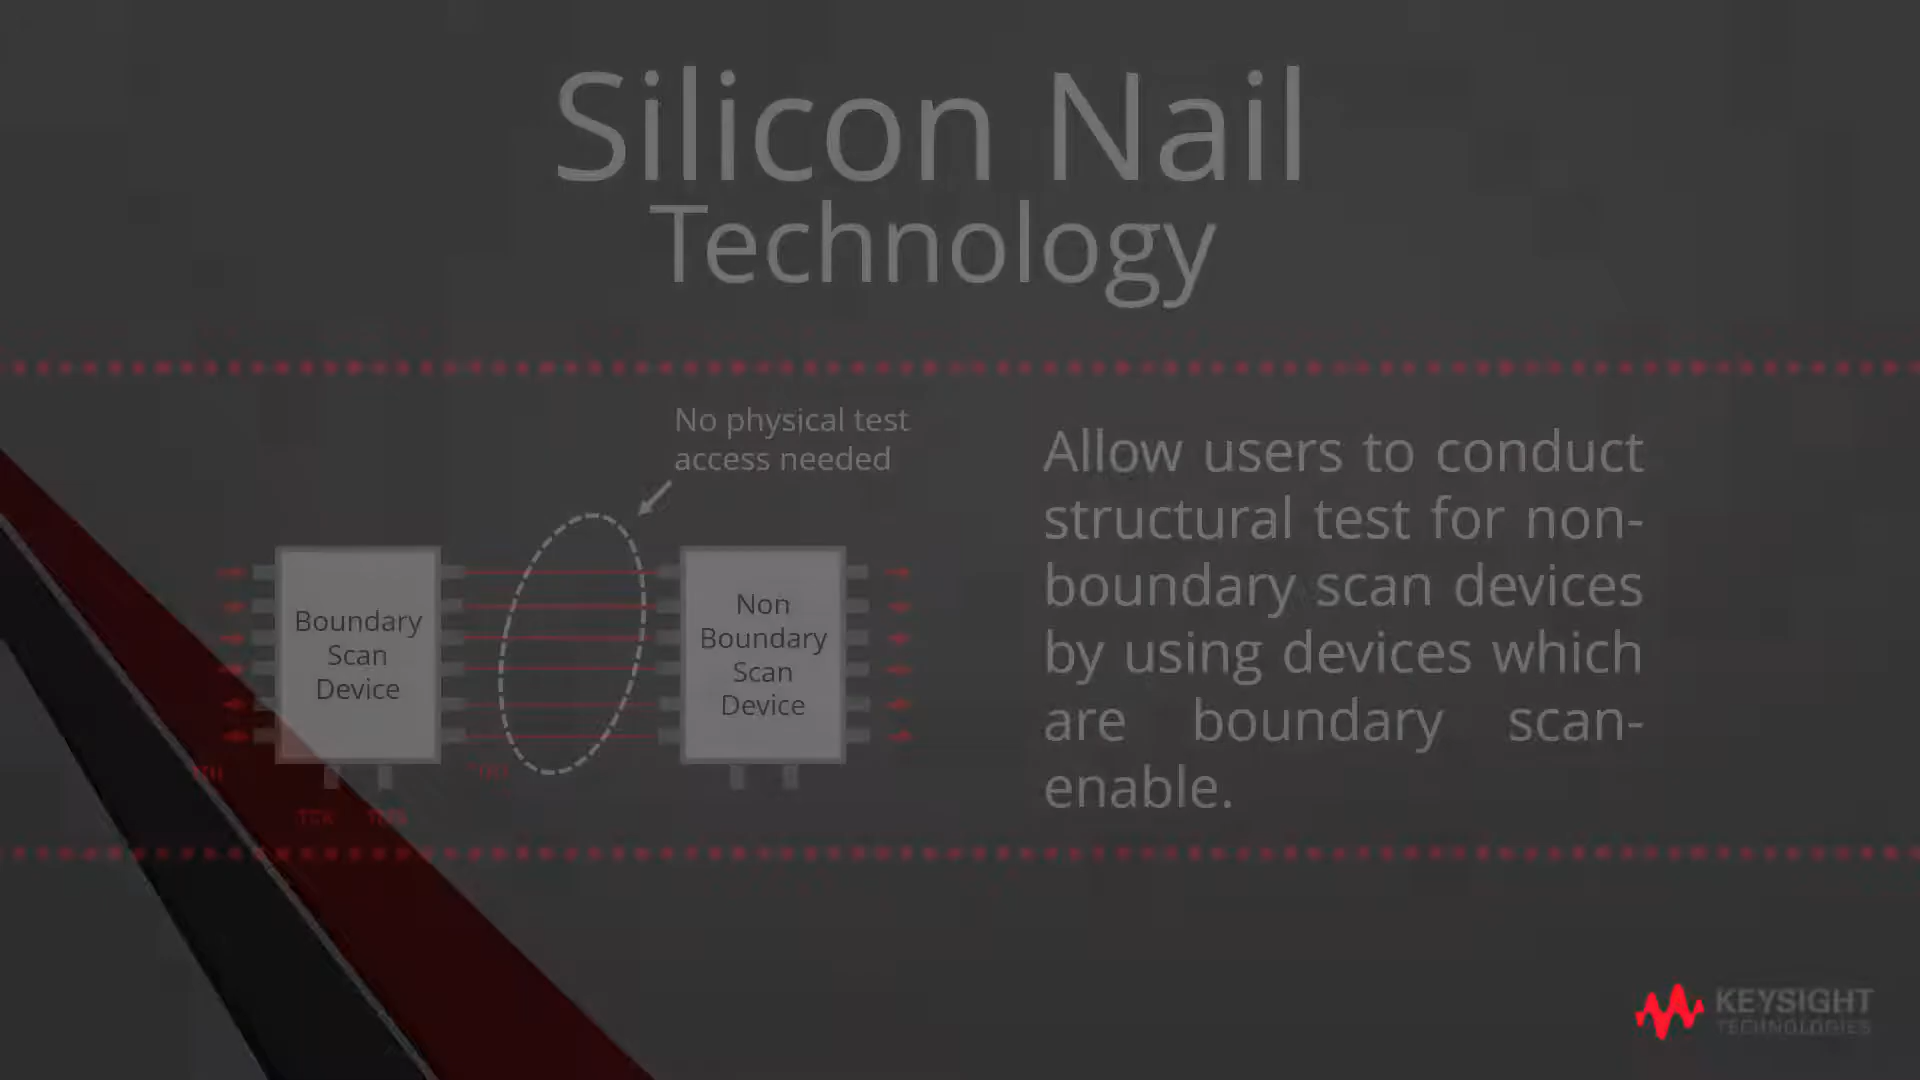 Silicon Nail
Technology
No physical test
access needed
Allow users to conduct
structural test for non-
boundary scan devices
by using devices which
are boundary scan-
enable.
Boundary
Scan
Device
Non
Boundary
Scan
Device
TCK
KEYSIGHT
TECHNOLOGIES